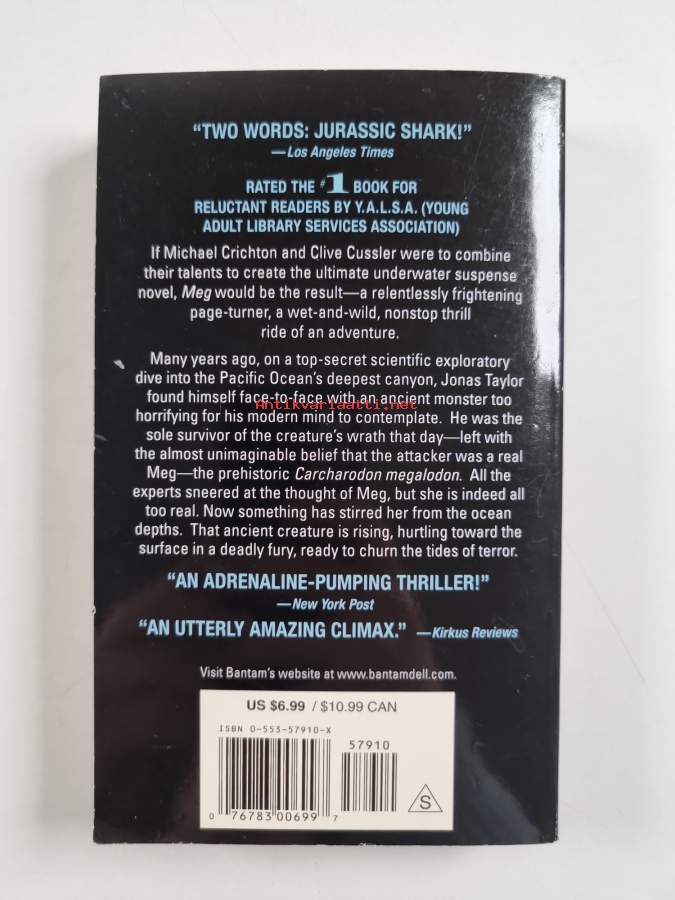 “TWO WORDS: JURASSIC SHARK!”
—Los Angeles Times
RATED THE #1 BOOK FOR
RELUCTANT READERS BY Y.A.L.S.A. (YOUNG
ADULT LIBRARY SERVICES ASSOCIATION)
If Michael Crichton and Clive Cussler were to combine
their talents to create the ultimate underwater suspense
novel, Meg would be the result—a relentlessly frightening
page-turner, a wet-and-wild, nonstop thrill
ride of an adventure.
Many years ago, on a top-secret scientific exploratory
dive into the Pacific Ocean’s deepest canyon, Jonas Taylor
found himself face-to-face with an ancient monster too
Antikvariaatti.net
horrifying for his modern mind to contemplate. He was the
sole survivor of the creature’s wrath that day—left with
the almost unimaginable belief that the attacker was a real
Meg—the prehistoric Carcharodon megalodon. All the
experts sneered at the thought of Meg, but she is indeed all
too real. Now something has stirred her from the ocean
depths. That ancient creature is rising, hurtling toward the
surface in a deadly fury, ready to churn the tides of terror.
“AN ADRENALINE-PUMPING THRILLER!”
—New York Post
“AN UTTERLY AMAZING CLIMAX.” —Kirkus Reviews
Visit Bantam’s website at www.bantamdell.com.
US $6.99 / $10.99 CAN
ISBN 0-553-57910-X
57910
0 76783 00699 7
S